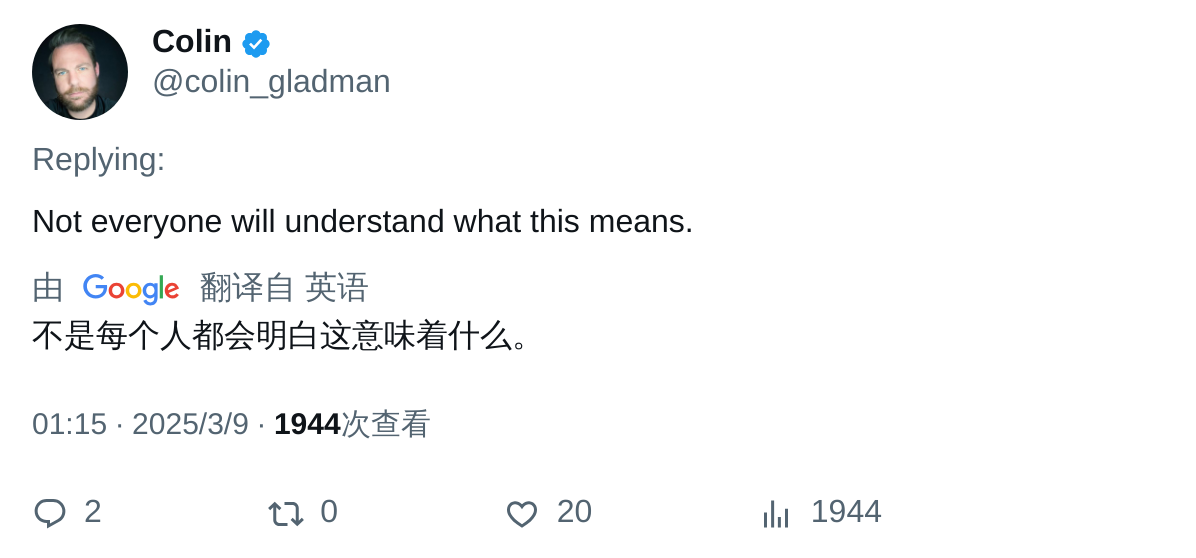 Colin
@colin_gladman
Replying:
Not everyone will understand what this means.
由 Google 翻译自 英语
不是每个人都会明白这意味着什么。
01:15 · 2025/3/9 · 1944次查看
2 0 20 1944